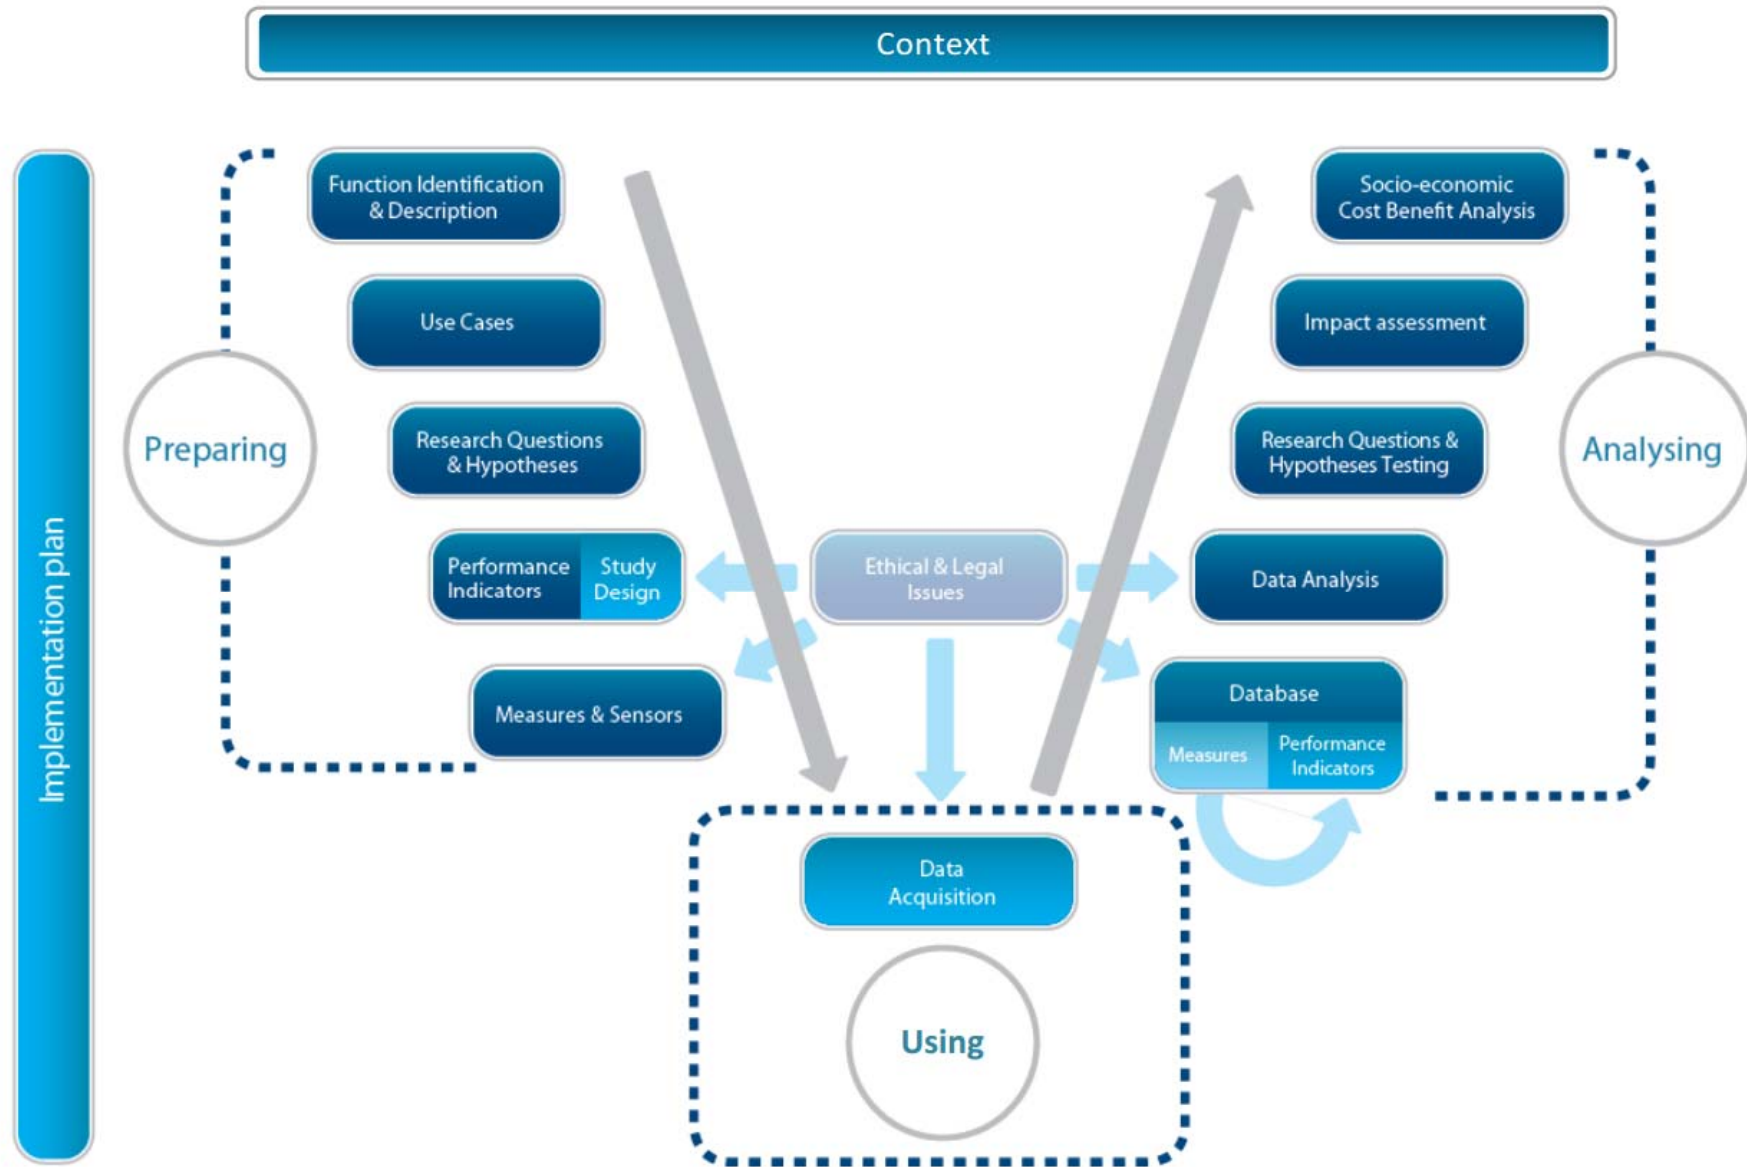 Context
Implementation plan
Preparing
Function Identification
& Description
Use Cases
Research Questions
& Hypotheses
Performance
Indicators
Study
Design
Measures & Sensors
Ethical & Legal
Issues
Data
Acquisition
Using
Socio-economic
Cost Benefit Analysis
Impact assessment
Research Questions &
Hypotheses Testing
Data Analysis
Database
Measures
Performance
Indicators
Analysing